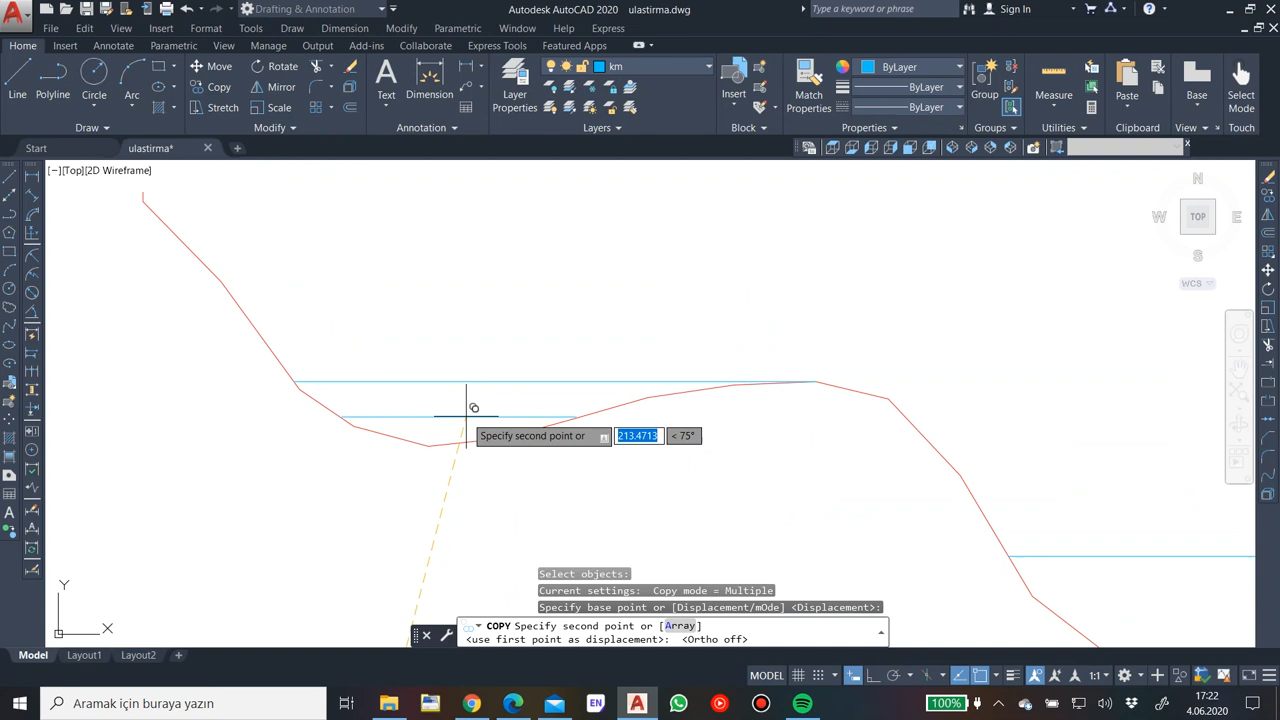 Drafting & Annotation
Autodesk AutoCAD 2020 ulastirma.dwg
Type a keyword or phrase
Sign In
File Edit View Insert Format Tools Draw Dimension Modify Parametric Window Help Express
Home Insert Annotate Parametric View Manage Output Add-ins Collaborate Express Tools Featured Apps
Line
Polyline
Circle
Arc
Move
Rotate
Copy
Mirror
Stretch
Scale
Text
Dimension
Layer
Properties
km
Insert
Match
Properties
ByLayer
ByLayer
ByLayer
Group
Measure
Paste
Base
Select
Mode
Draw
Modify
Annotation
Layers
Block
Properties
Groups
Utilities
Clipboard
View
Touch
Start
ulastirma*
[−][Top][2D Wireframe]
N
W
TOP
E
S
WCS
Specify second point or
213.4713
< 75°
Y
X
Select objects:
Current settings: Copy mode = Multiple
Specify base point or [Displacement/mOde] <Displacement>:
COPY Specify second point or [Array]
<use first point as displacement>: <Ortho off>
Model
Layout1
Layout2
MODEL
1:1
Aramak için buraya yazın
EN
A
100%
17:22
4.06.2020